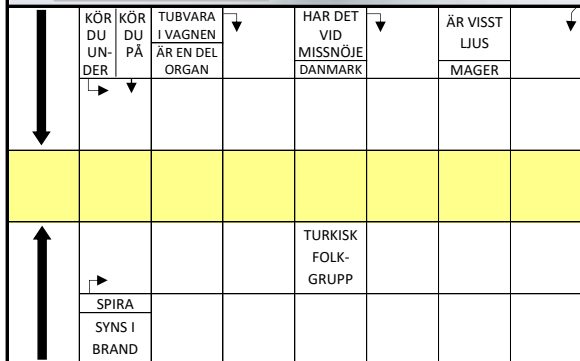 KÖR
DU
UN-
DER
KÖR
DU
PÅ
TUBVARA
I VAGNEN
ÄR EN DEL
ORGAN
HAR DET
VID
MISSNÖJE
DANMARK
ÄR VISST
LJUS
MAGER
TURKISK
FOLK-
GRUPP
SPIRA
SYNS I
BRAND